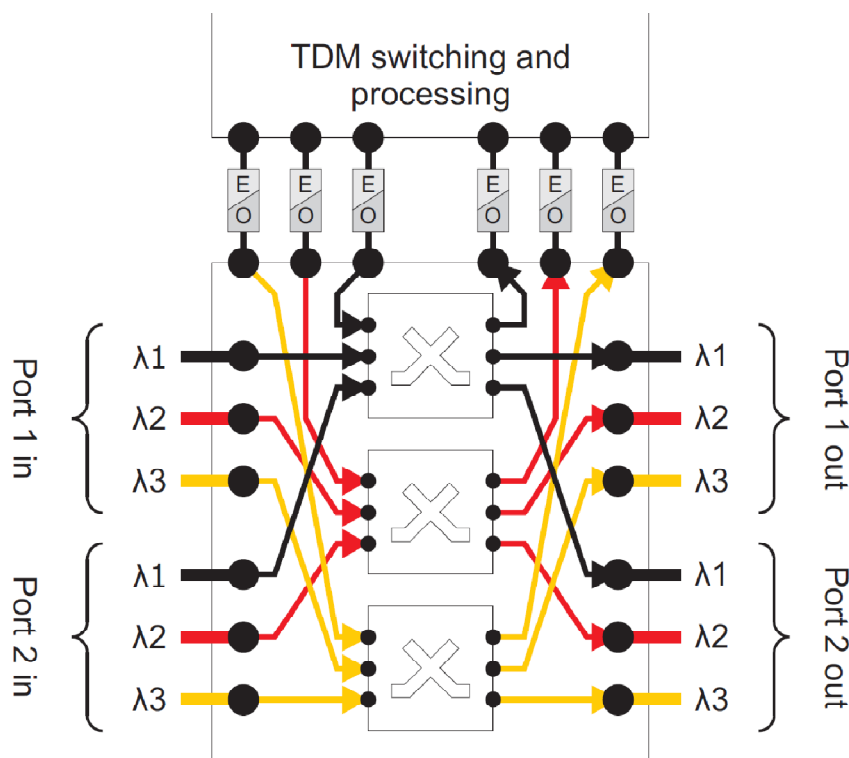 TDM switching and
processing
E
O
E
O
E
O
E
O
E
O
E
O
Port 1 in
λ1
λ2
λ3
Port 2 in
λ1
λ2
λ3
λ1
λ2
λ3
Port 1 out
λ1
λ2
λ3
Port 2 out